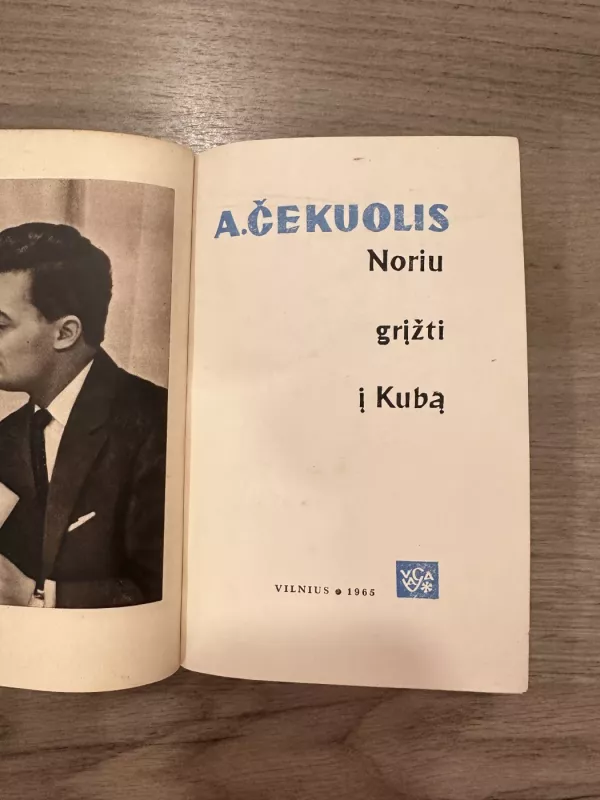 A. ČEKUOLIS
Noriu
grįžti
į Kubą
VILNIUS 1965